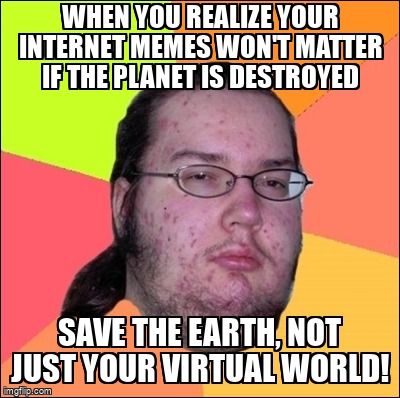 WHEN YOU REALIZE YOUR
INTERNET MEMES WON'T MATTER
IF THE PLANET IS DESTROYED
SAVE THE EARTH, NOT
JUST YOUR VIRTUAL WORLD!
imgflip.com